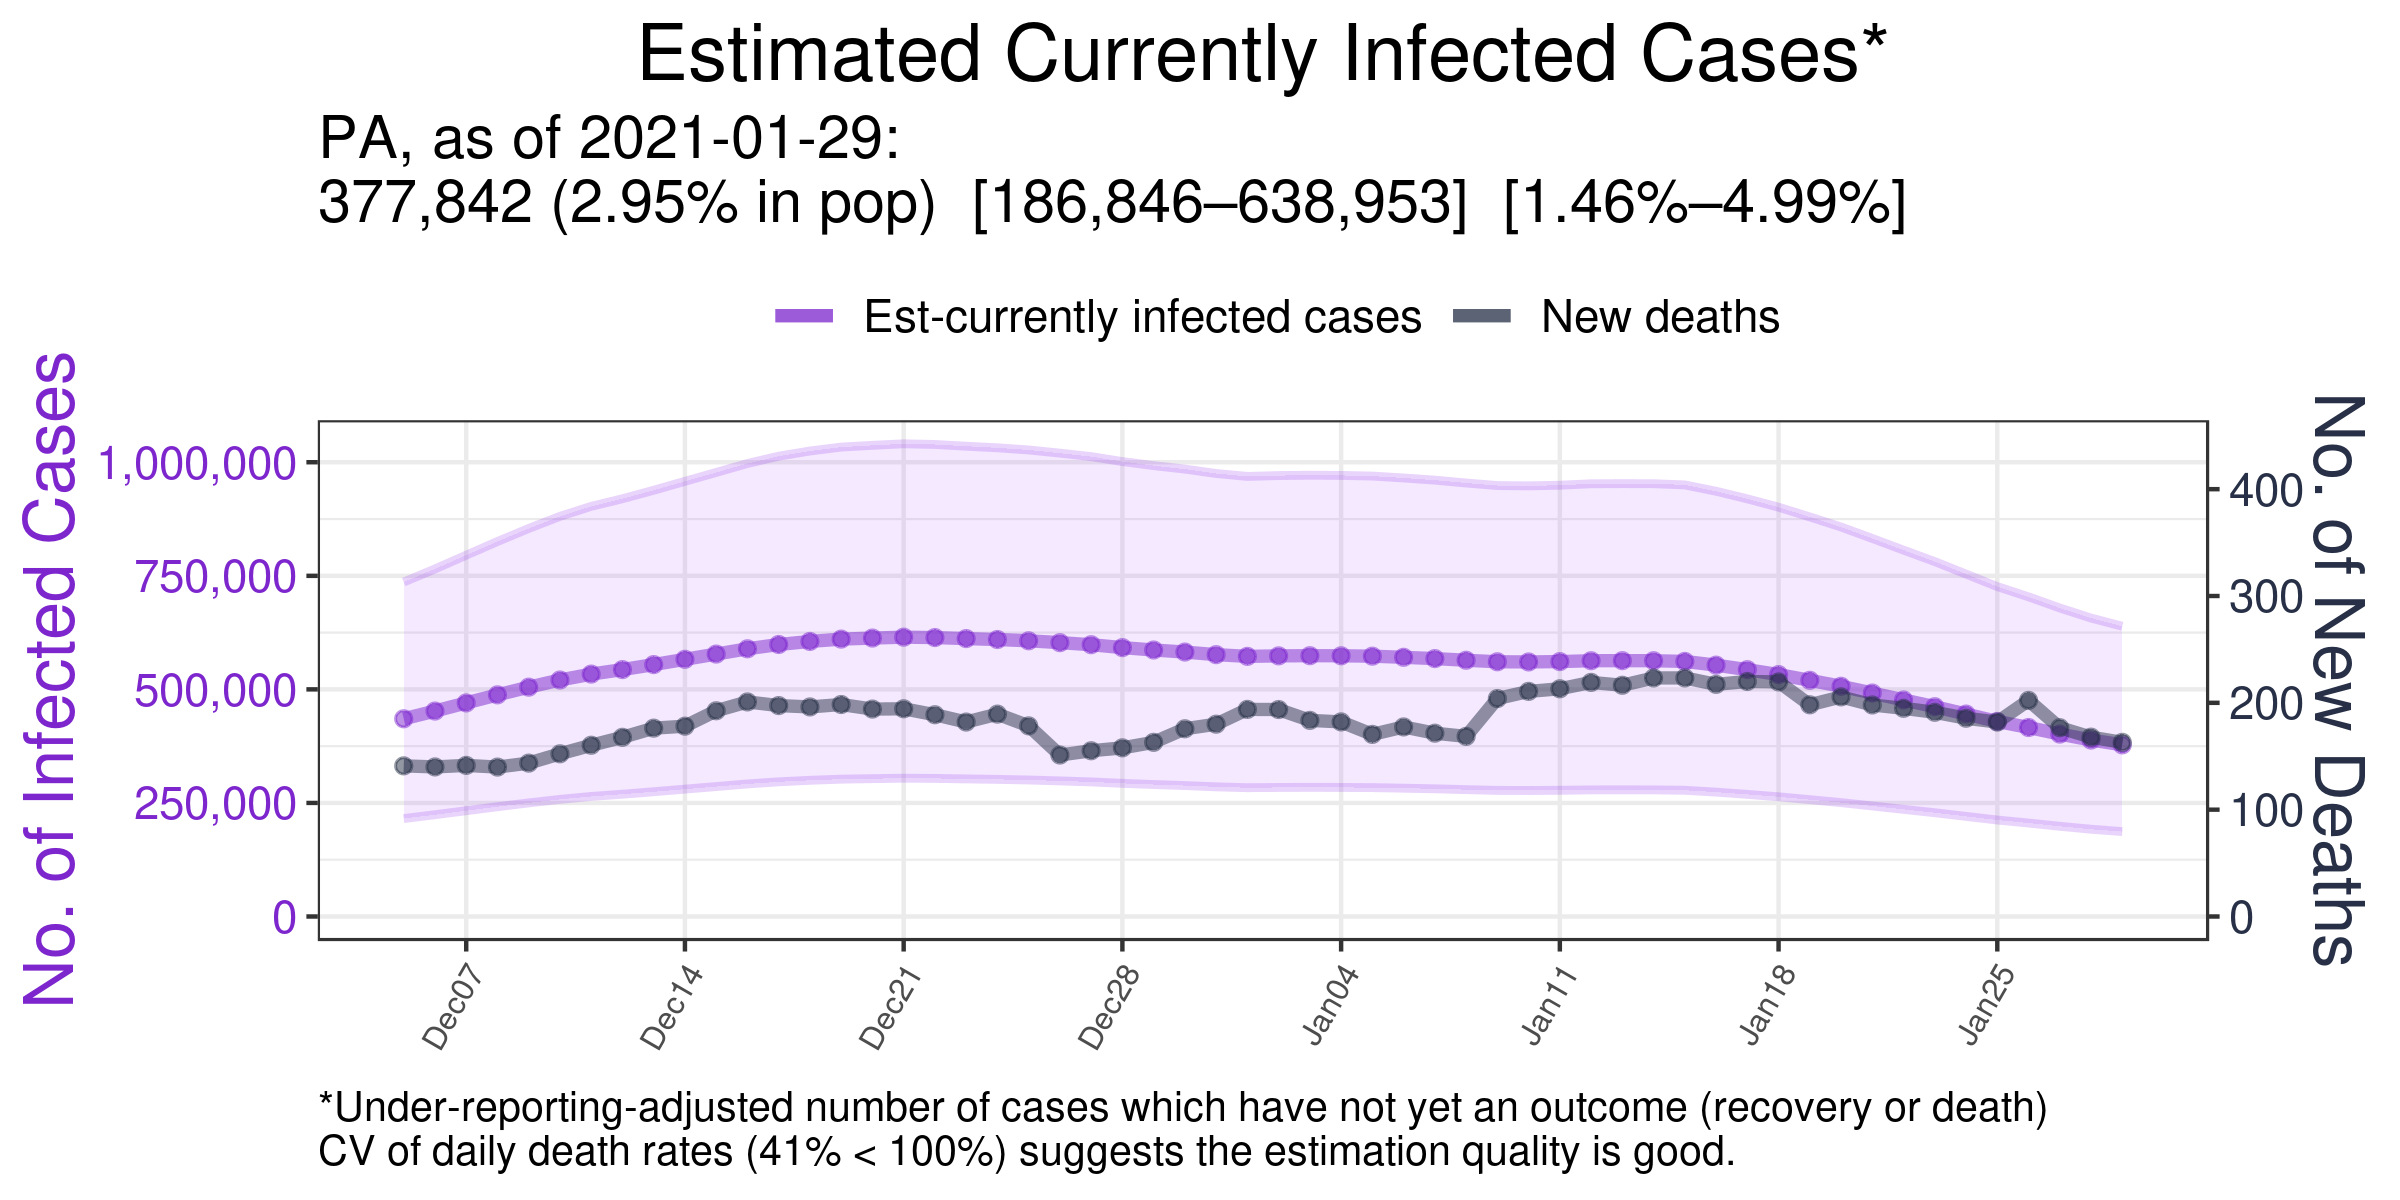 Estimated Currently Infected Cases*
PA, as of 2021-01-29:
377,842 (2.95% in pop)  [186,846–638,953]  [1.46%–4.99%]
Est-currently infected cases
New deaths
No. of Infected Cases
1,000,000
750,000
500,000
250,000
0
400
300
200
100
0
No. of New Deaths
Dec07
Dec14
Dec21
Dec28
Jan04
Jan11
Jan18
Jan25
*Under-reporting-adjusted number of cases which have not yet an outcome (recovery or death)
CV of daily death rates (41% < 100%) suggests the estimation quality is good.